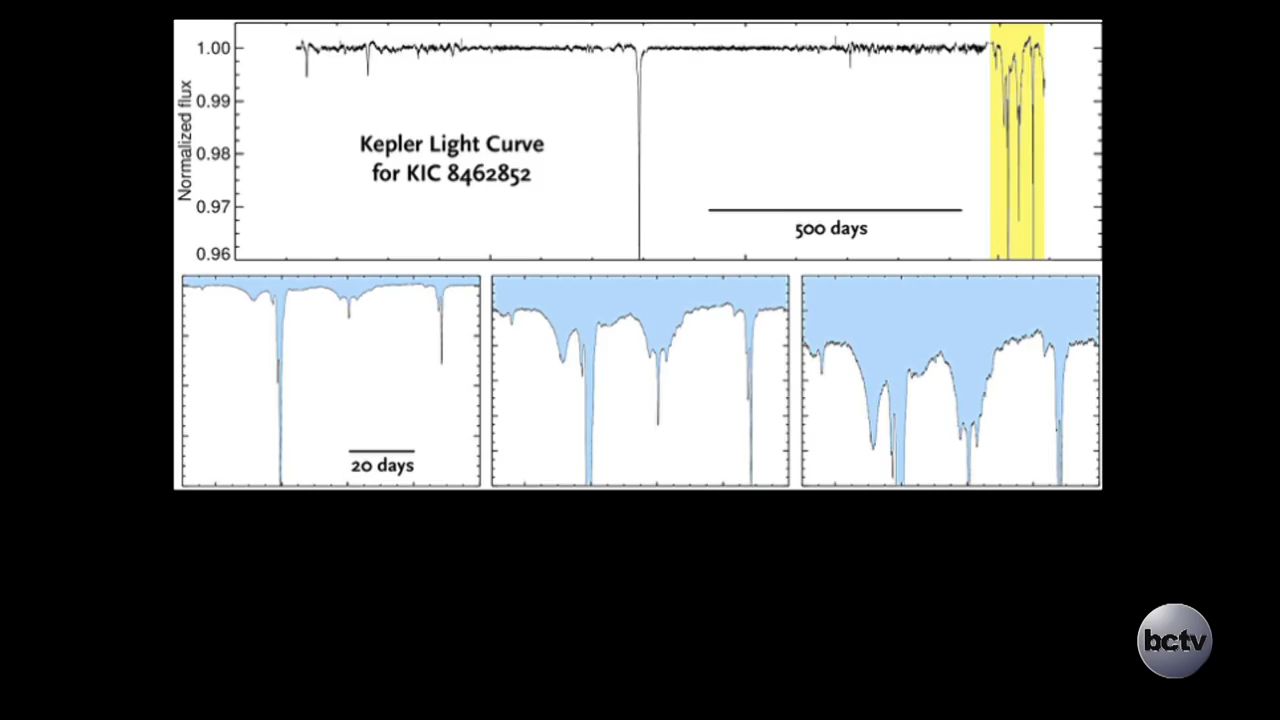 Normalized flux
1.00
0.99
0.98
0.97
0.96
Kepler Light Curve
for KIC 8462852
500 days
20 days
bctv